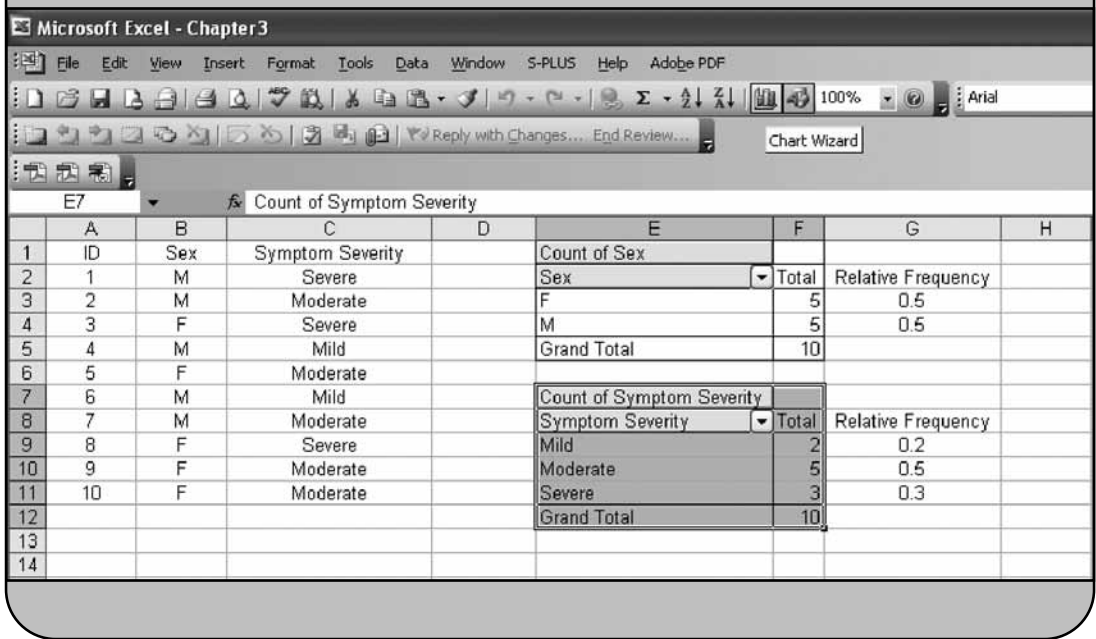 Microsoft Excel - Chapter3
File Edit View Insert Format Tools Data Window S-PLUS Help Adobe PDF
100% Arial
Reply with Changes... End Review...
Chart Wizard
E7 fx Count of Symptom Severity
A B C D E F G H
1 ID Sex Symptom Severity Count of Sex
2 1 M Severe Sex Total Relative Frequency
3 2 M Moderate F 5 0.5
4 3 F Severe M 5 0.5
5 4 M Mild Grand Total 10
6 5 F Moderate
7 6 M Mild Count of Symptom Severity
8 7 M Moderate Symptom Severity Total Relative Frequency
9 8 F Severe Mild 2 0.2
10 9 F Moderate Moderate 5 0.5
11 10 F Moderate Severe 3 0.3
12 Grand Total 10
13
14